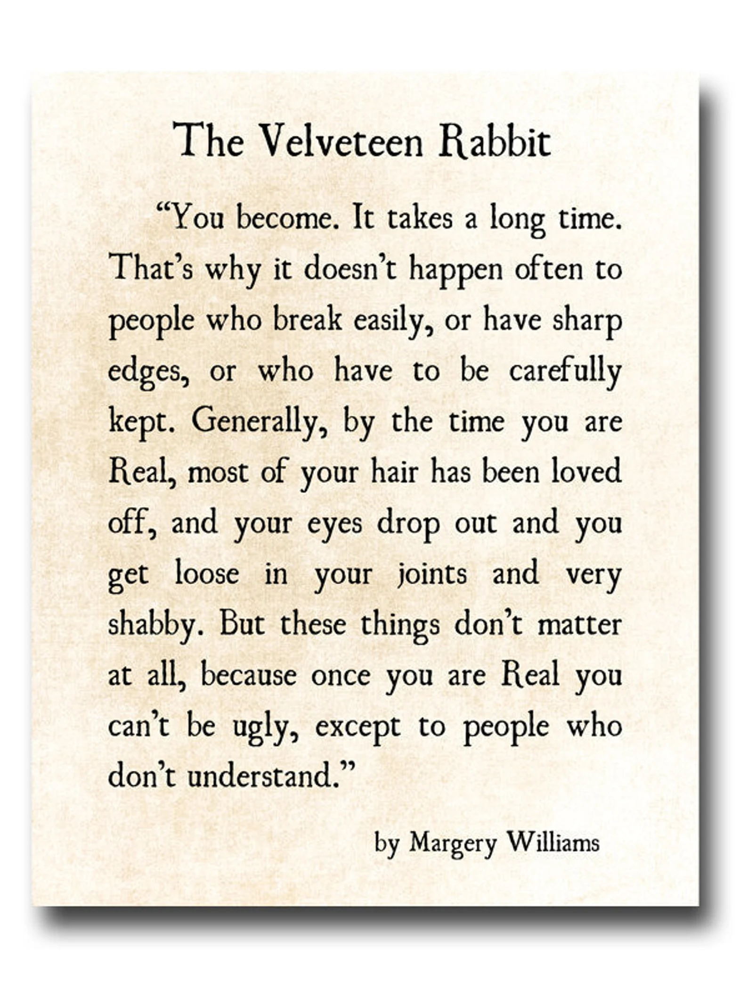 The Velveteen Rabbit
“You become. It takes a long time.
That’s why it doesn’t happen often to
people who break easily, or have sharp
edges, or who have to be carefully
kept. Generally, by the time you are
Real, most of your hair has been loved
off, and your eyes drop out and you
get loose in your joints and very
shabby. But these things don’t matter
at all, because once you are Real you
can’t be ugly, except to people who
don’t understand.”
by Margery Williams